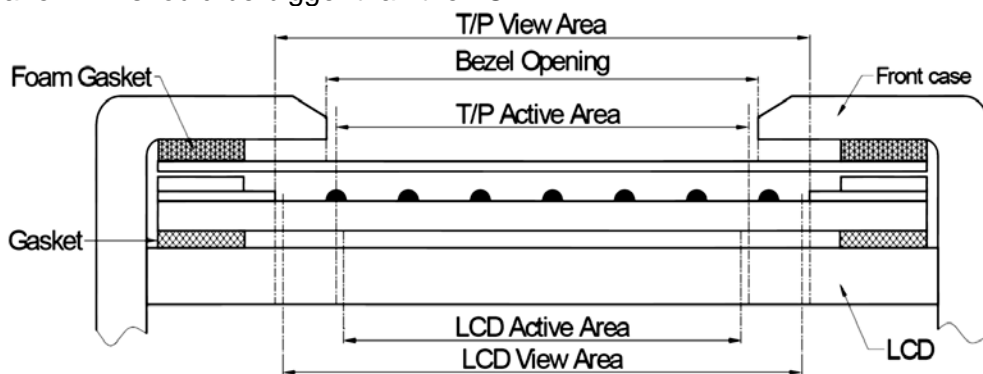 T/P View Area
Bezel Opening
Foam Gasket
Front case
T/P Active Area
Gasket
LCD Active Area
LCD
LCD View Area